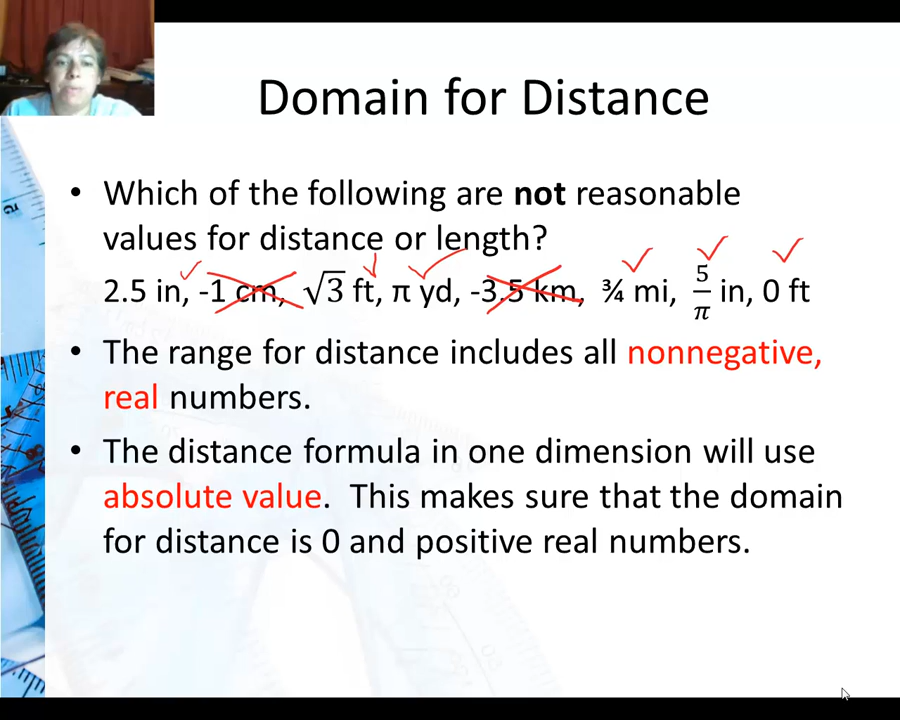 Domain for Distance
• Which of the following are not reasonable
values for distance or length?
2.5 in, -1 cm, √3 ft, π yd, -3.5 km, ¾ mi, 5/π in, 0 ft
• The range for distance includes all nonnegative,
real numbers.
• The distance formula in one dimension will use
absolute value. This makes sure that the domain
for distance is 0 and positive real numbers.